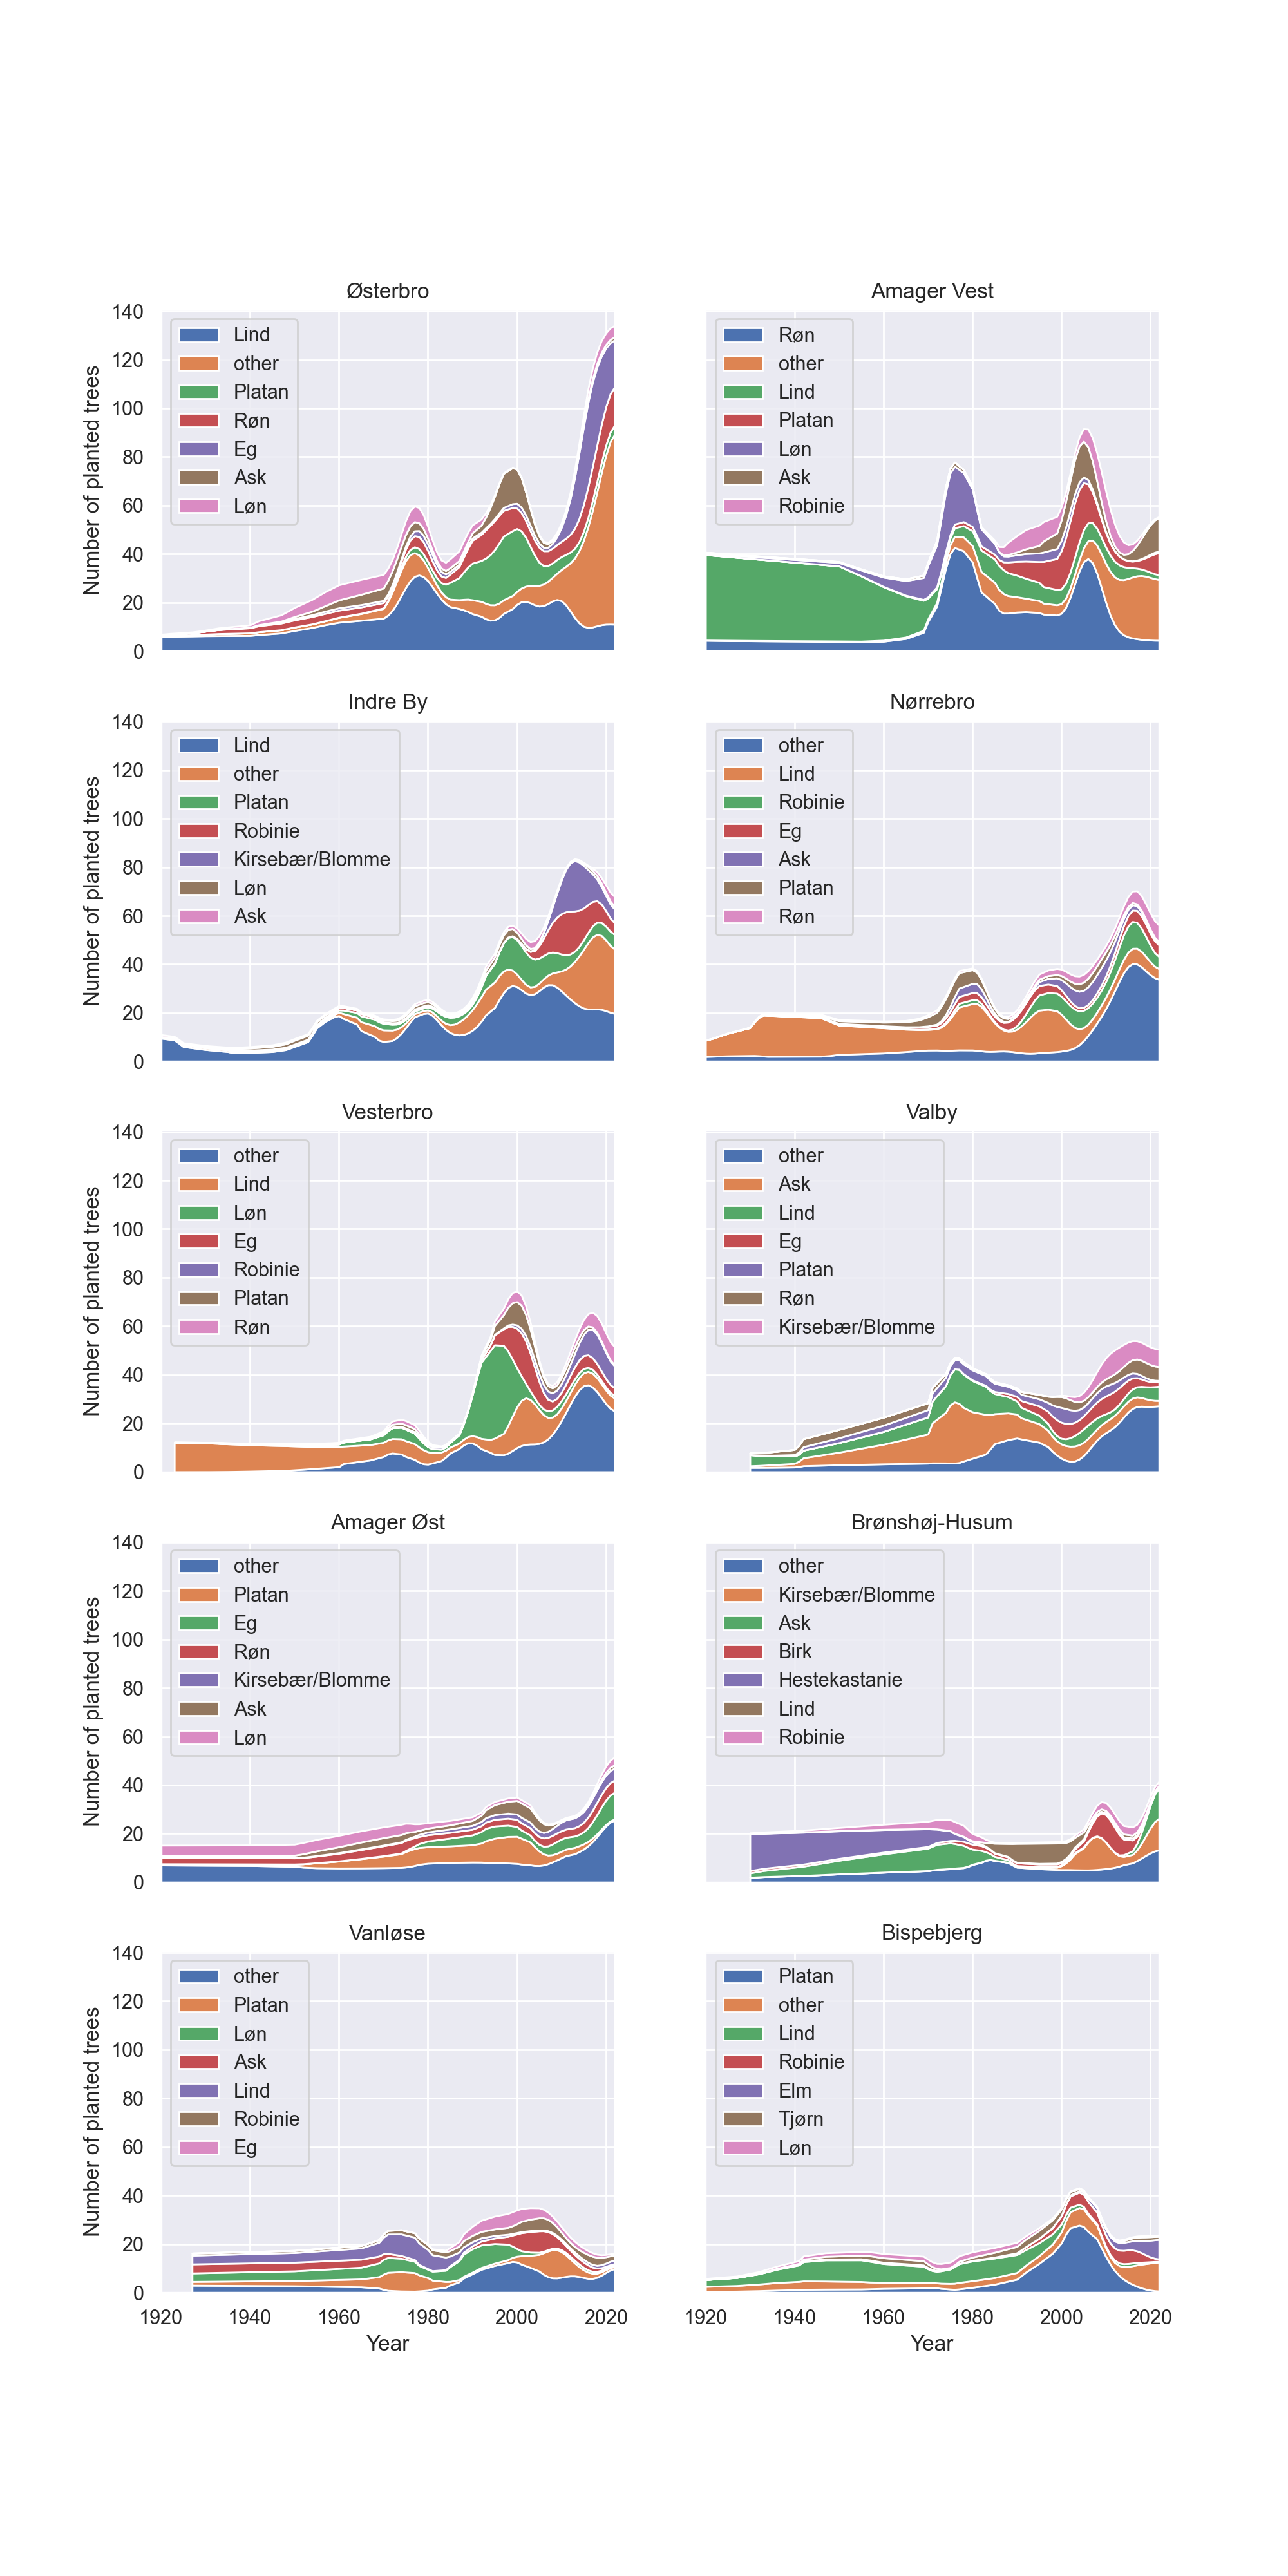 Østerbro
Amager Vest
Number of planted trees
140
120
100
80
60
40
20
0
Lind
other
Platan
Røn
Eg
Ask
Løn
Røn
other
Lind
Platan
Løn
Ask
Robinie
Indre By
Nørrebro
Number of planted trees
140
120
100
80
60
40
20
0
Lind
other
Platan
Robinie
Kirsebær/Blomme
Løn
Ask
other
Lind
Robinie
Eg
Ask
Platan
Røn
Vesterbro
Valby
Number of planted trees
140
120
100
80
60
40
20
0
other
Lind
Løn
Eg
Robinie
Platan
Røn
other
Ask
Lind
Eg
Platan
Røn
Kirsebær/Blomme
Amager Øst
Brønshøj-Husum
Number of planted trees
140
120
100
80
60
40
20
0
other
Platan
Eg
Røn
Kirsebær/Blomme
Ask
Løn
other
Kirsebær/Blomme
Ask
Birk
Hestekastanie
Lind
Robinie
Vanløse
Bispebjerg
Number of planted trees
140
120
100
80
60
40
20
0
other
Platan
Løn
Ask
Lind
Robinie
Eg
Platan
other
Lind
Robinie
Elm
Tjørn
Løn
1920 1940 1960 1980 2000 2020
1920 1940 1960 1980 2000 2020
Year
Year